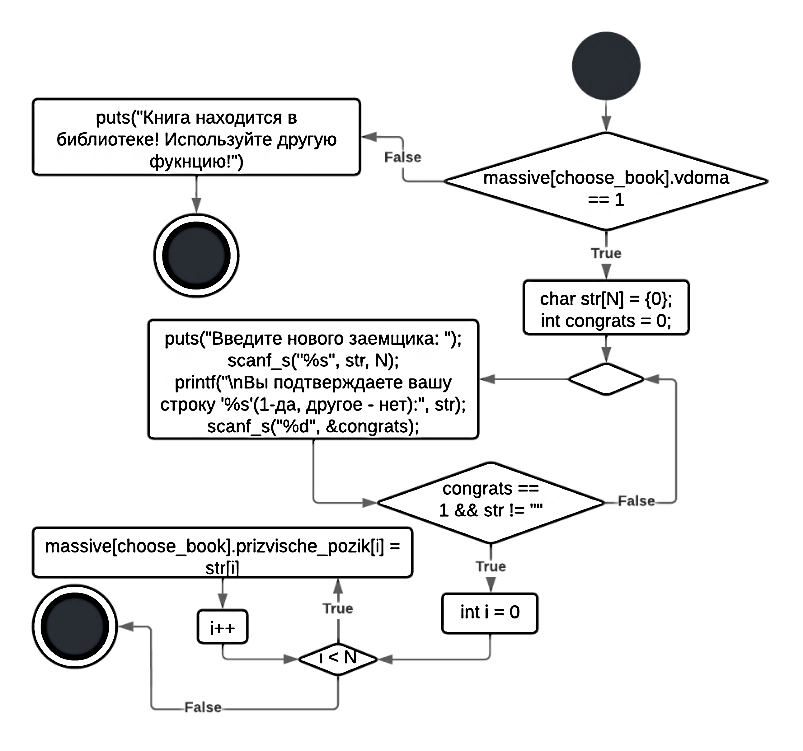 puts("Книга находится в
библиотеке! Используйте другую
фукнцию!")
False
massive[choose_book].vdoma
== 1
True
char str[N] = {0};
int congrats = 0;
puts("Введите нового заемщика: ");
scanf_s("%s", str, N);
printf("\nВы подтверждаете вашу
строку '%s'(1-да, другое - нет):", str);
scanf_s("%d", &congrats);
congrats ==
1 && str != ""
False
True
massive[choose_book].prizvische_pozik[i] =
str[i]
int i = 0
True
i++
i < N
False